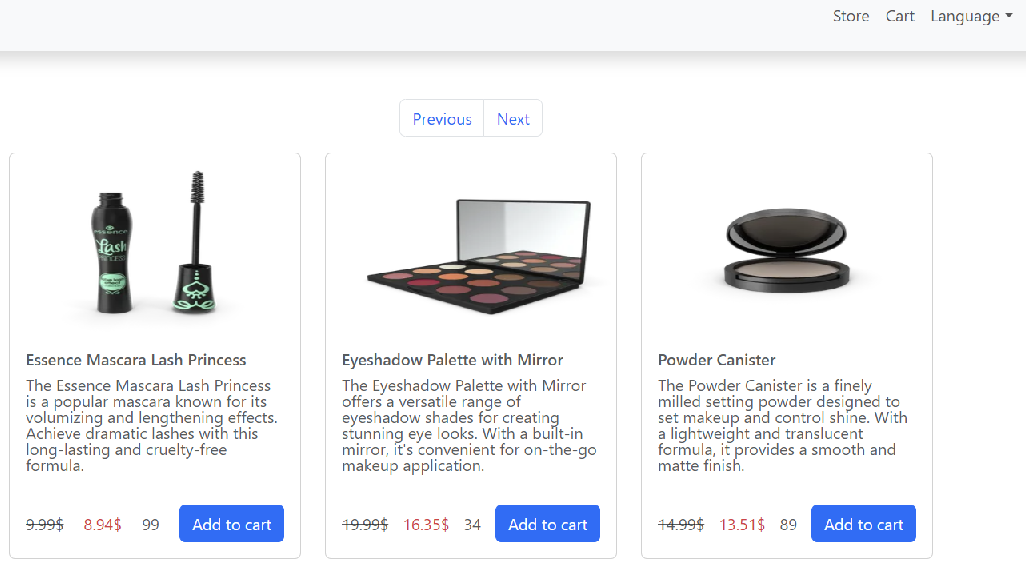 Store Cart Language
Previous Next
essence
Lash
PRINCESS
Essence Mascara Lash Princess
The Essence Mascara Lash Princess
is a popular mascara known for its
volumizing and lengthening effects.
Achieve dramatic lashes with this
long-lasting and cruelty-free
formula.
9.99$ 8.94$ 99 Add to cart
Eyeshadow Palette with Mirror
The Eyeshadow Palette with Mirror
offers a versatile range of
eyeshadow shades for creating
stunning eye looks. With a built-in
mirror, it's convenient for on-the-go
makeup application.
19.99$ 16.35$ 34 Add to cart
Powder Canister
The Powder Canister is a finely
milled setting powder designed to
set makeup and control shine. With
a lightweight and translucent
formula, it provides a smooth and
matte finish.
14.99$ 13.51$ 89 Add to cart